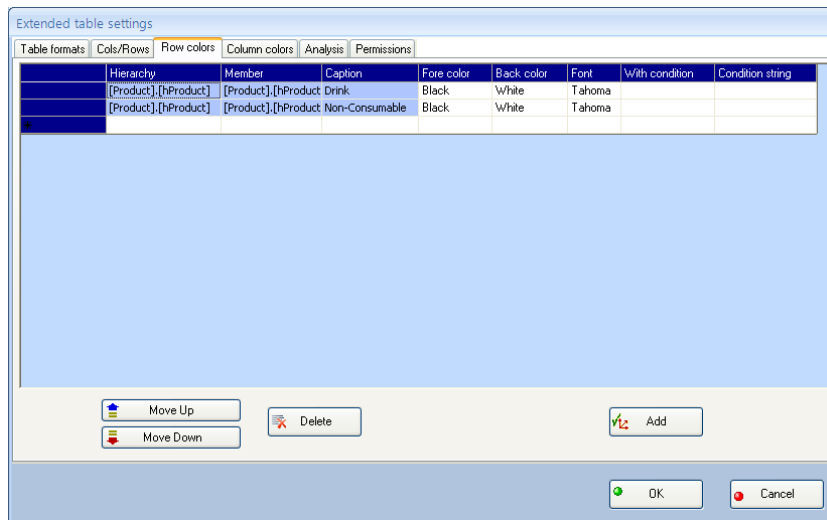 Extended table settings
Table formats Cols/Rows Row colors Column colors Analysis Permissions
Hierarchy Member Caption Fore color Back color Font With condition Condition string
[Product].[hProduct] [Product].[hProduct Drink Black White Tahoma
[Product].[hProduct] [Product].[hProduct Non-Consumable Black White Tahoma
Move Up
Delete Add
Move Down
OK Cancel